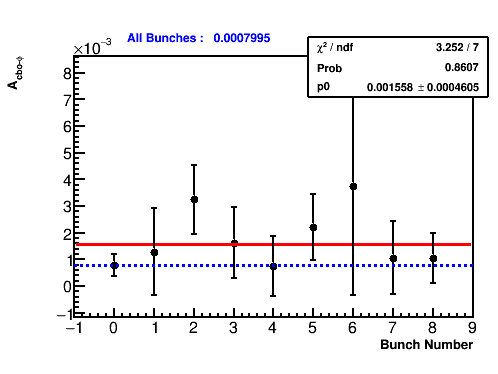 All Bunches :   0.0007995
×10⁻³
χ² / ndf 3.252 / 7
Prob 0.8607
p0 0.001558 ± 0.0004605
A cbo-φ
8
7
6
5
4
3
2
1
0
−1
−1 0 1 2 3 4 5 6 7 8 9
Bunch Number